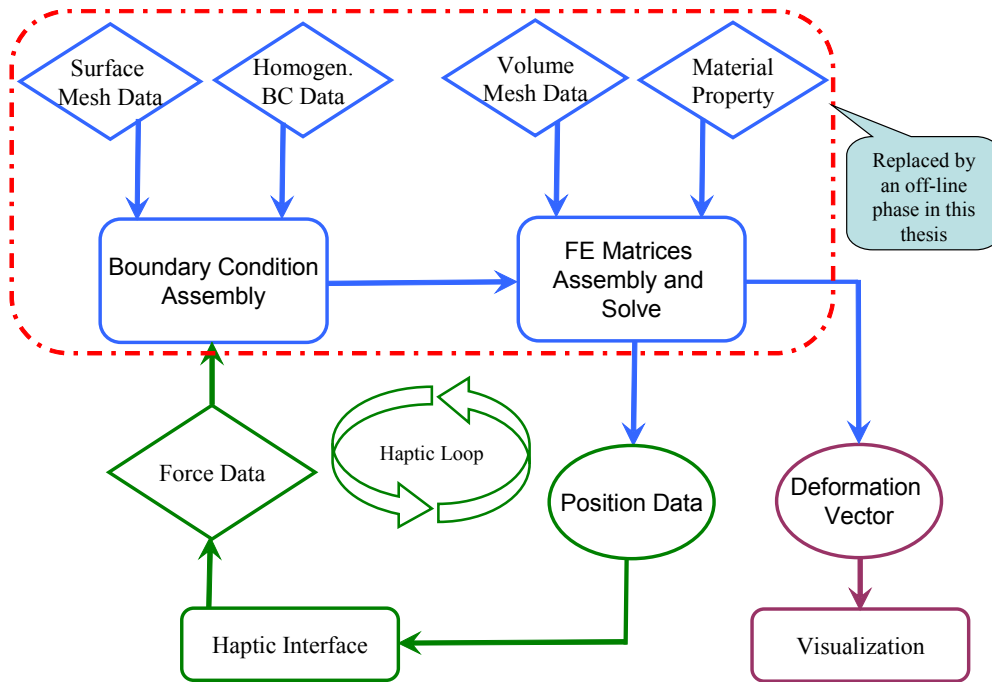 Surface
Mesh Data
Homogen.
BC Data
Volume
Mesh Data
Material
Property
Replaced by
an off-line
phase in this
thesis
Boundary Condition
Assembly
FE Matrices
Assembly and
Solve
Force Data
Haptic Loop
Position Data
Deformation
Vector
Haptic Interface
Visualization